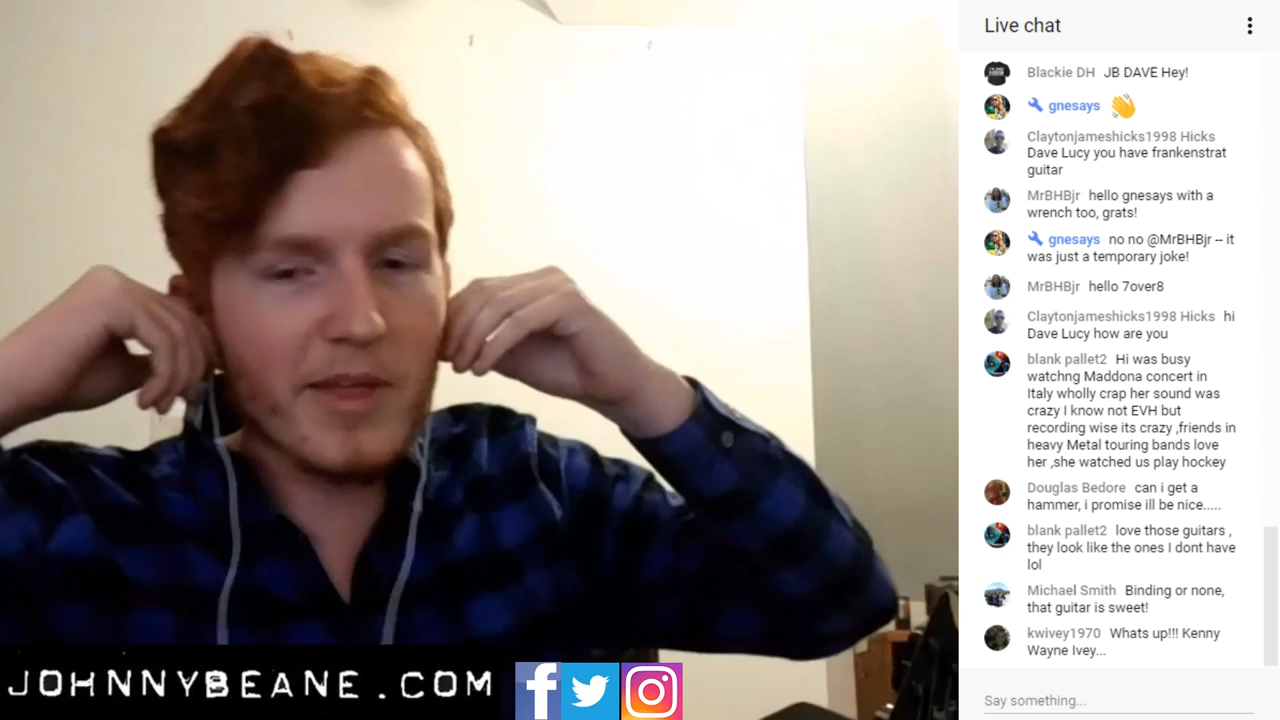 Live chat
Blackie DH JB DAVE Hey!
gnesays
Claytonjameshicks1998 Hicks
Dave Lucy you have frankenstrat
guitar
MrBHBjr hello gnesays with a
wrench too, grats!
gnesays no no @MrBHBjr -- it
was just a temporary joke!
MrBHBjr hello 7over8
Claytonjameshicks1998 Hicks hi
Dave Lucy how are you
blank pallet2 Hi was busy
watchng Maddona concert in
Italy wholly crap her sound was
crazy I know not EVH but
recording wise its crazy ,friends in
heavy Metal touring bands love
her ,she watched us play hockey
Douglas Bedore can i get a
hammer, i promise ill be nice.....
blank pallet2 love those guitars ,
they look like the ones I dont have
lol
Michael Smith Binding or none,
that guitar is sweet!
kwivey1970 Whats up!!! Kenny
Wayne Ivey...
Say something...
JOHNNYBEANE.COM